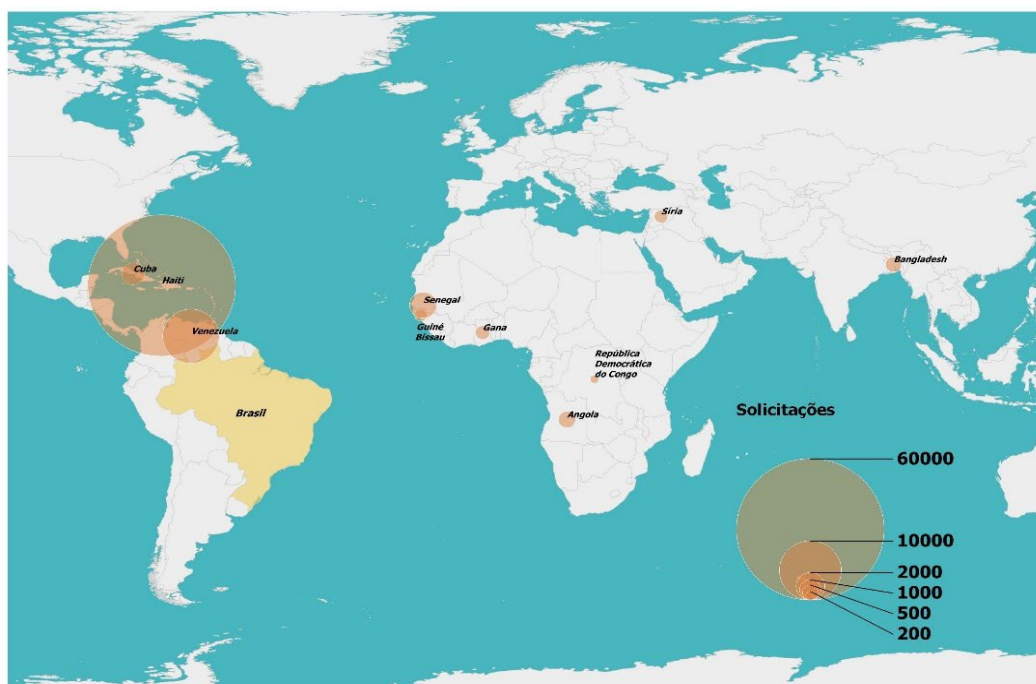 Síria
Cuba
Haiti
Bangladesh
Senegal
Venezuela
Guiné
Bissau
Gana
República
Democrática
do Congo
Brasil
Angola
Solicitações
60000
10000
2000
1000
500
200